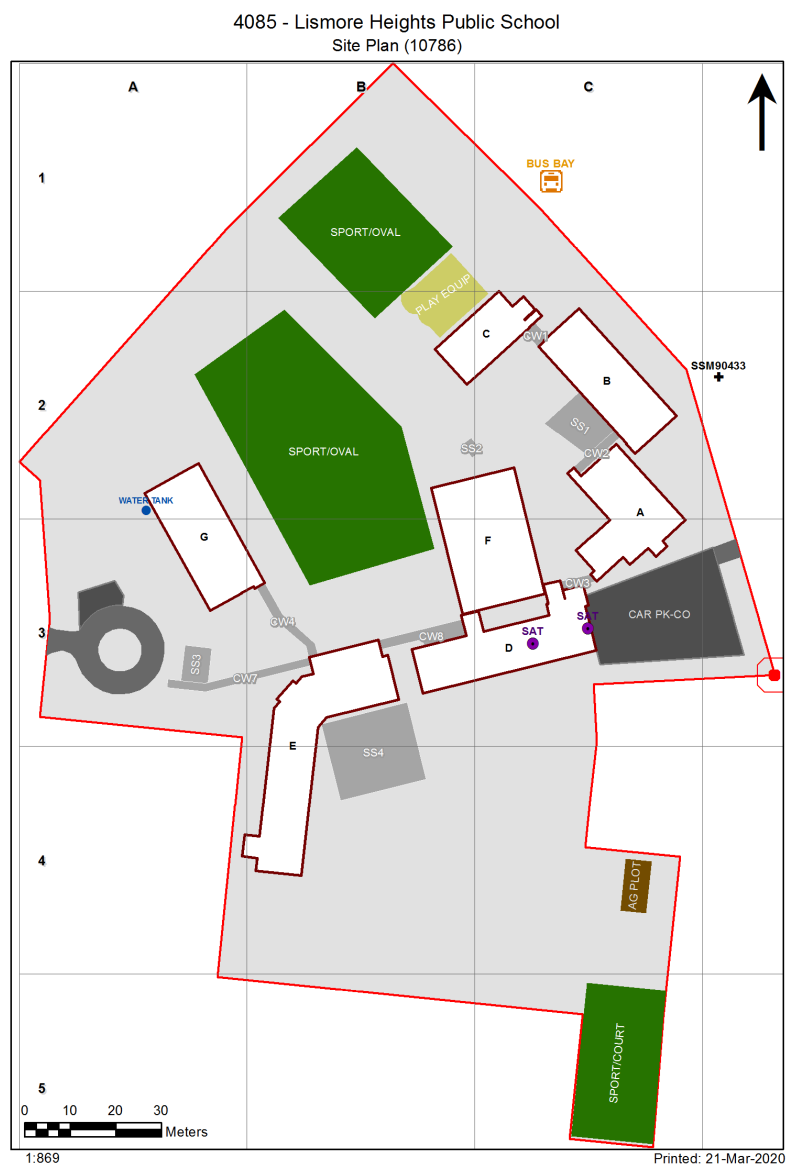 4085 - Lismore Heights Public School
Site Plan (10786)
A
B
C
1
BUS BAY
SPORT/OVAL
PLAY EQUIP
C
CW1
SSM90433
B
2
SS1
SS2
CW2
SPORT/OVAL
WATER TANK
A
G
F
CW3
SAT
CAR PK-CO
CW4
SAT
3
CW8
D
SS3
CW7
E
SS4
4
AG PLOT
SPORT/COURT
5
0 10 20 30
Meters
1:869
Printed: 21-Mar-2020